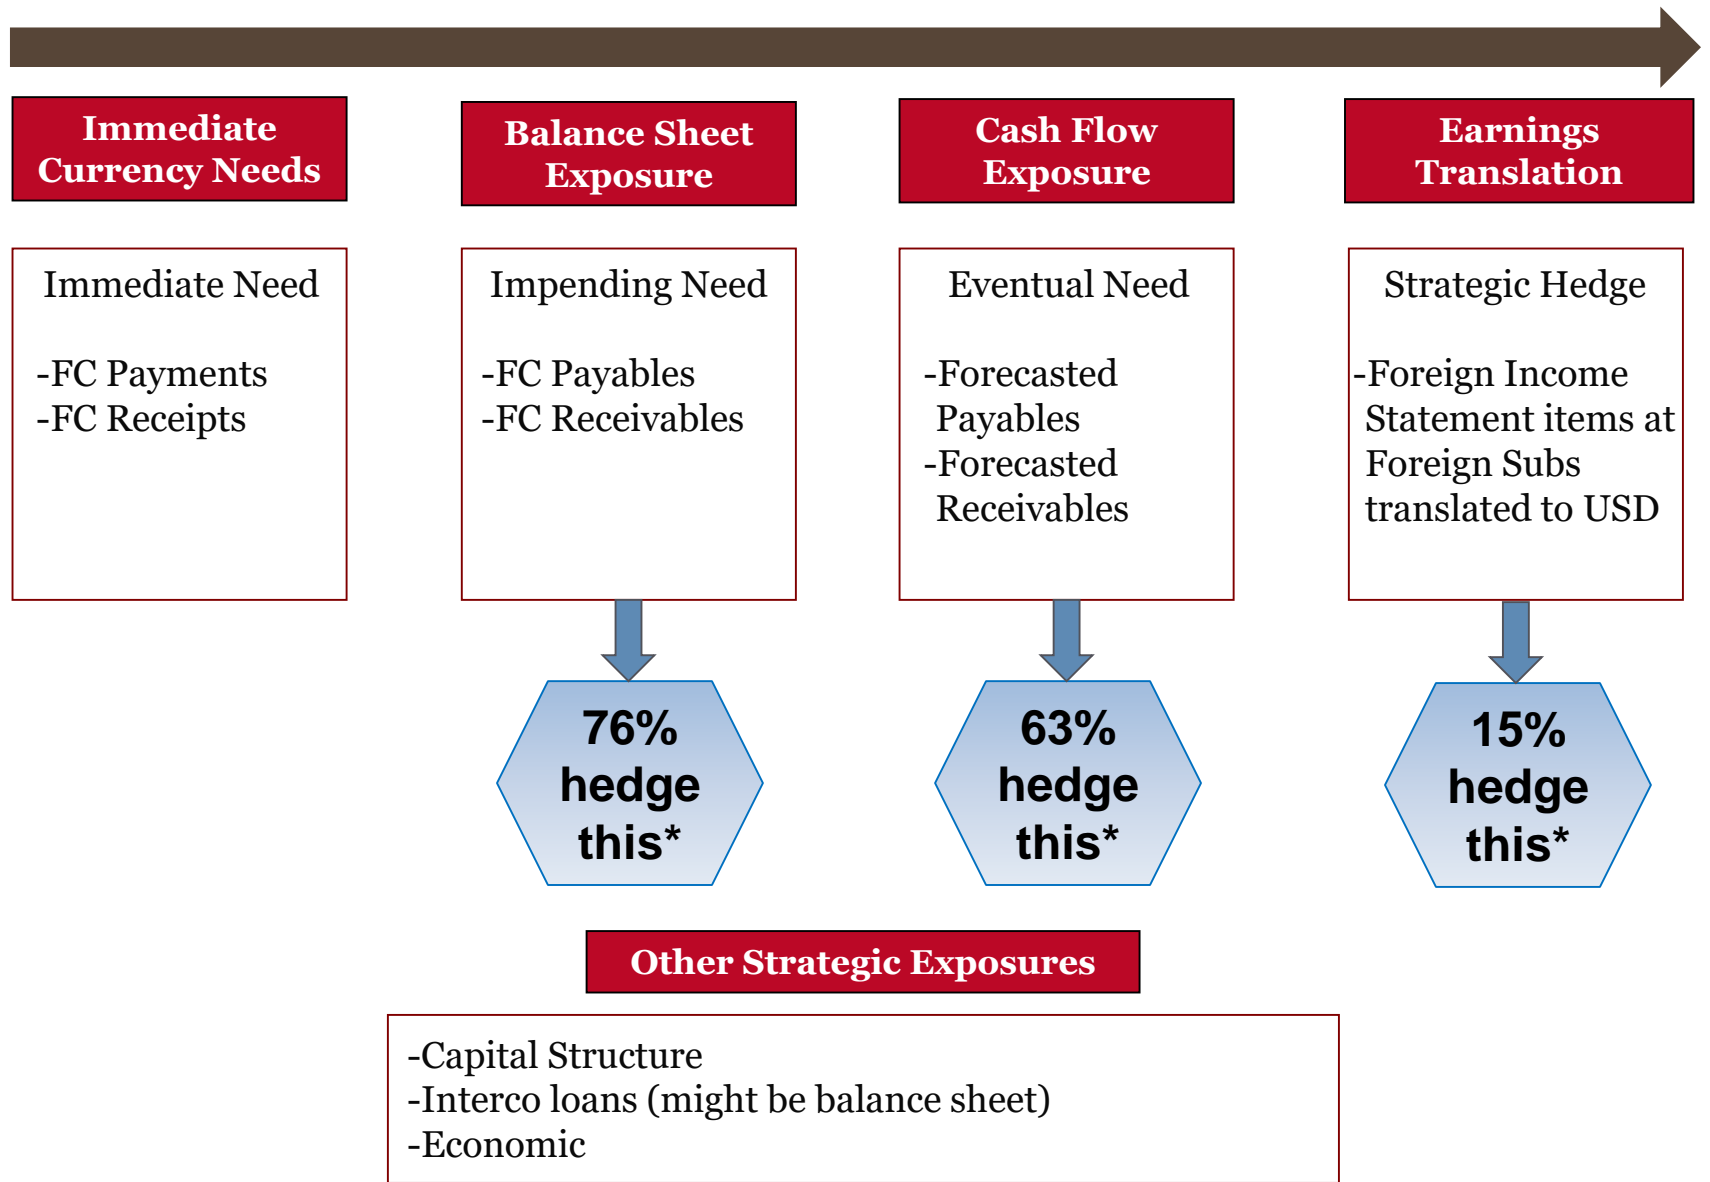 Immediate
Currency Needs
Balance Sheet
Exposure
Cash Flow
Exposure
Earnings
Translation
Immediate Need
-FC Payments
-FC Receipts
Impending Need
-FC Payables
-FC Receivables
Eventual Need
-Forecasted
Payables
-Forecasted
Receivables
Strategic Hedge
-Foreign Income
Statement items at
Foreign Subs
translated to USD
76%
hedge
this*
63%
hedge
this*
15%
hedge
this*
Other Strategic Exposures
-Capital Structure
-Interco loans (might be balance sheet)
-Economic